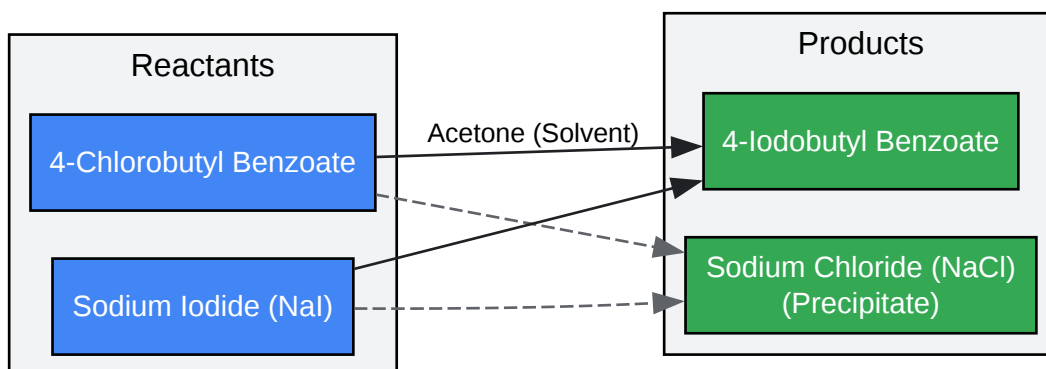 Reactants
4-Chlorobutyl Benzoate
Sodium Iodide (NaI)
Acetone (Solvent)
Products
4-Iodobutyl Benzoate
Sodium Chloride (NaCl)
(Precipitate)